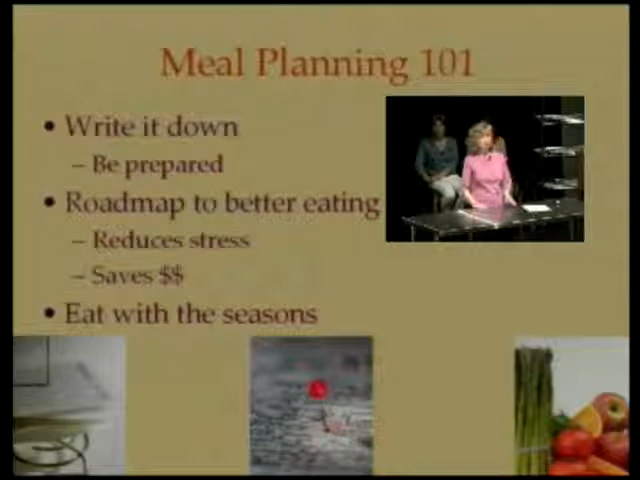 Meal Planning 101
• Write it down
– Be prepared
• Roadmap to better eating
– Reduces stress
– Saves $$
• Eat with the seasons